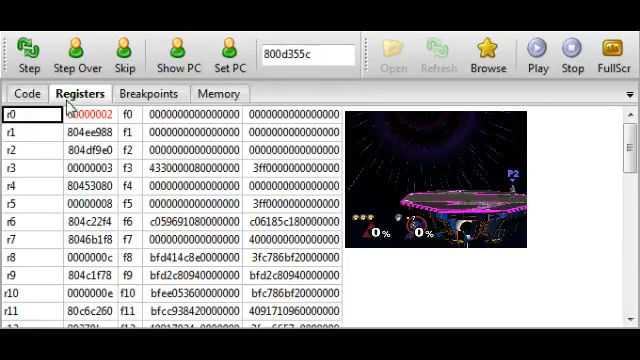 800d355c
Step Step Over Skip Show PC Set PC Open Refresh Browse Play Stop FullScr
Code Registers Breakpoints Memory
r0 00000002 f0 0000000000000000 0000000000000000
r1 804ee988 f1 0000000000000000 0000000000000000
r2 804df9e0 f2 0000000000000000 0000000000000000
r3 00000003 f3 4330000080000000 3ff0000000000000
r4 80453080 f4 0000000000000000 0000000000000000
r5 00000008 f5 0000000000000000 3ff0000000000000
r6 804c22f4 f6 c059691080000000 c06185c180000000
r7 8046b1f8 f7 0000000000000000 4000000000000000
r8 0000000c f8 bfd414c8e0000000 3fc786bf20000000
r9 804c1f78 f9 bfd2c80940000000 bfd2c80940000000
r10 0000000e f10 bfee053600000000 bfc786bf20000000
r11 80c6c260 f11 bfcc938420000000 4091710960000000
P2
0%
0%